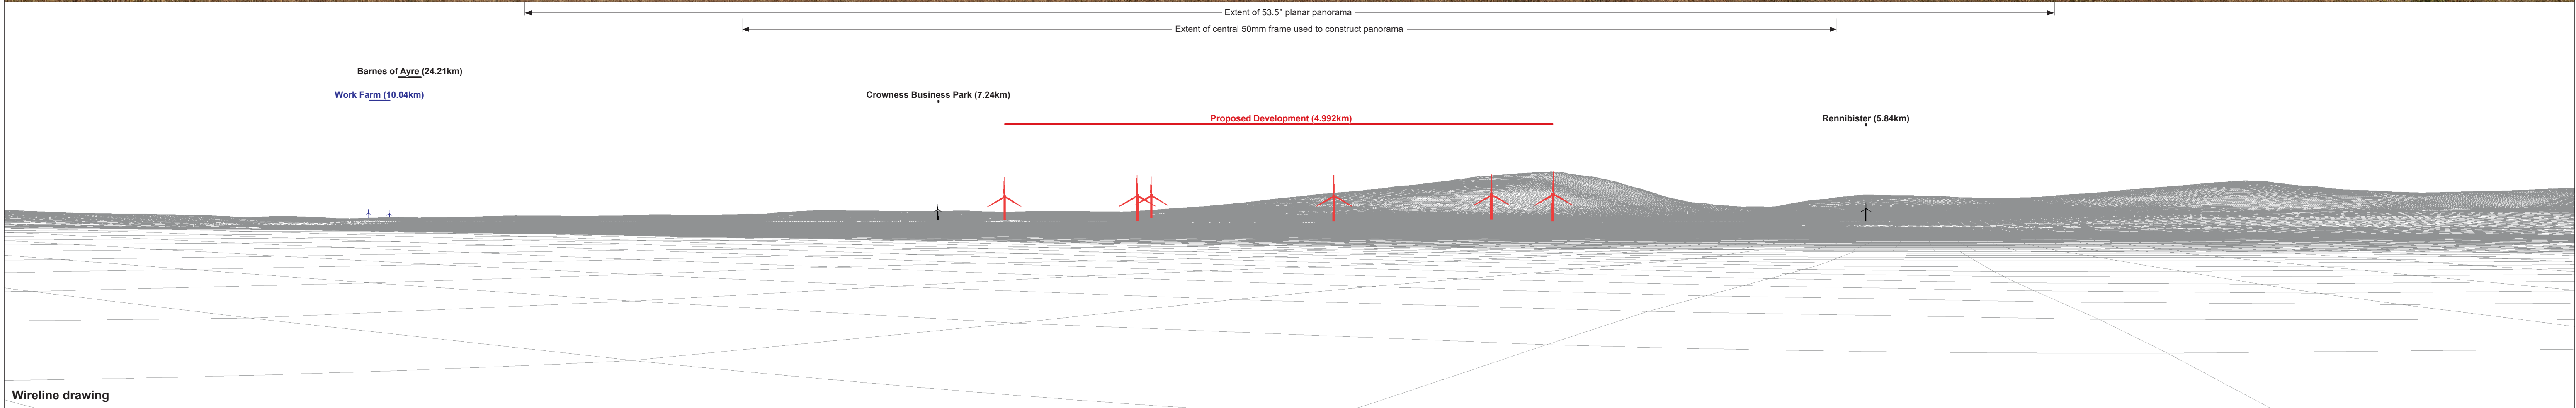 Extent of 53.5° planar panorama
Extent of central 50mm frame used to construct panorama
Barnes of Ayre (24.21km)
Work Farm (10.04km)
Crowness Business Park (7.24km)
Proposed Development (4.992km)
Rennibister (5.84km)
Wireline drawing